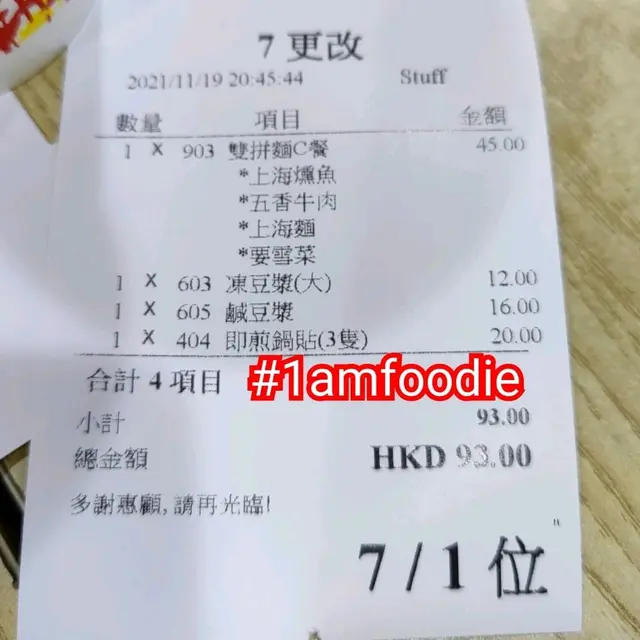 7 更改
2021/11/19 20:45:44 Stuff
數量 項目 金額
1 X 903 雙拼麵C餐 45.00
*上海燻魚
*五香牛肉
*上海麵
*要雪菜
1 X 603 凍豆漿(大) 12.00
1 X 605 鹹豆漿 16.00
1 X 404 即煎鍋貼(3隻) 20.00
合計 4 項目 #1amfoodie
小計 93.00
總金額 HKD 93.00
多謝惠顧,請再光臨!
7 / 1 位